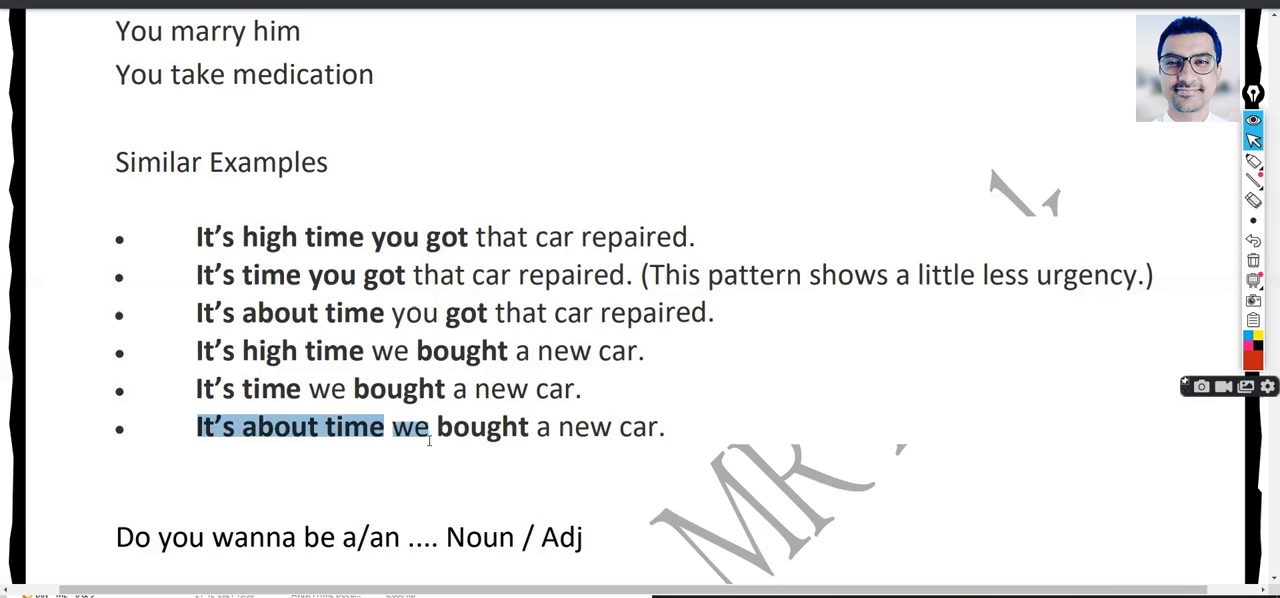 You marry him
You take medication
Similar Examples
• It’s high time you got that car repaired.
• It’s time you got that car repaired. (This pattern shows a little less urgency.)
• It’s about time you got that car repaired.
• It’s high time we bought a new car.
• It’s time we bought a new car.
• It’s about time we bought a new car.
MR
Do you wanna be a/an .... Noun / Adj